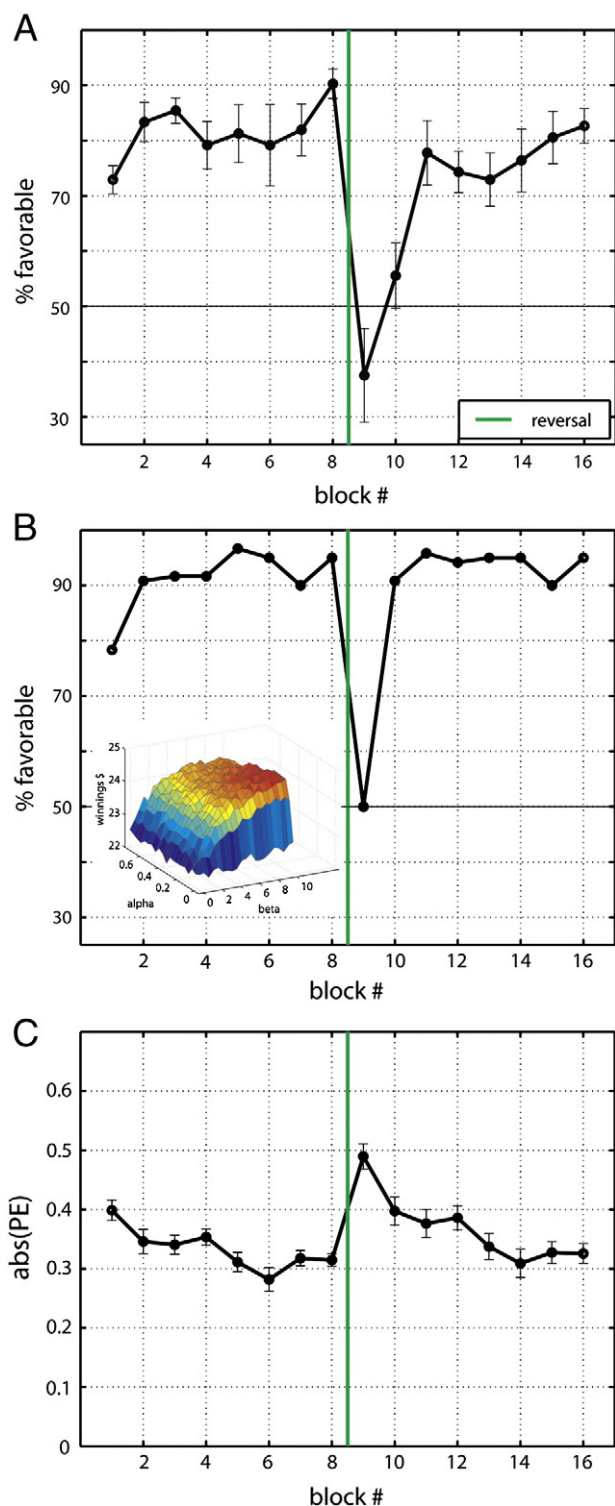 A
% favorable
90
70
50
30
reversal
2 4 6 8 10 12 14 16
block #
B
% favorable
90
70
50
30
25
24
23
22
winnings $
0.6
0.4
0.2
0
alpha
0 2 4 6 8 10
beta
2 4 6 8 10 12 14 16
block #
C
abs(PE)
0.6
0.5
0.4
0.3
0.2
0.1
0
2 4 6 8 10 12 14 16
block #